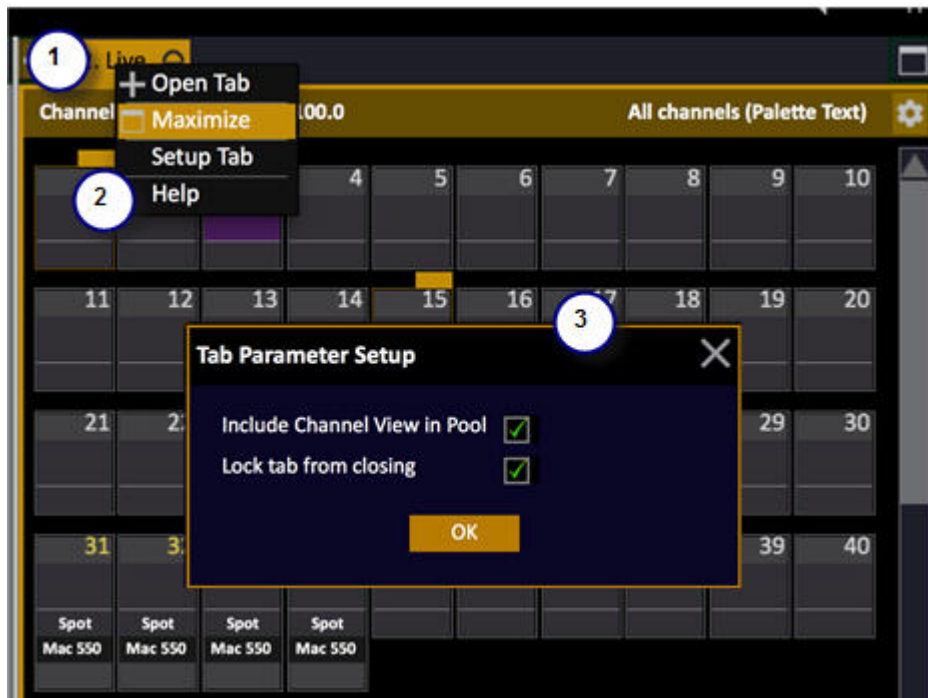 1
. Live
Open Tab
Channel
Maximize
100.0
All channels (Palette Text)
Setup Tab
2
Help
4 5 6 7 8 9 10
11 12 13 14 15 16 17 18 19 20
3
Tab Parameter Setup
21 29 30
Include Channel View in Pool
Lock tab from closing
OK
31 39 40
Spot Spot Spot Spot
Mac 550 Mac 550 Mac 550 Mac 550